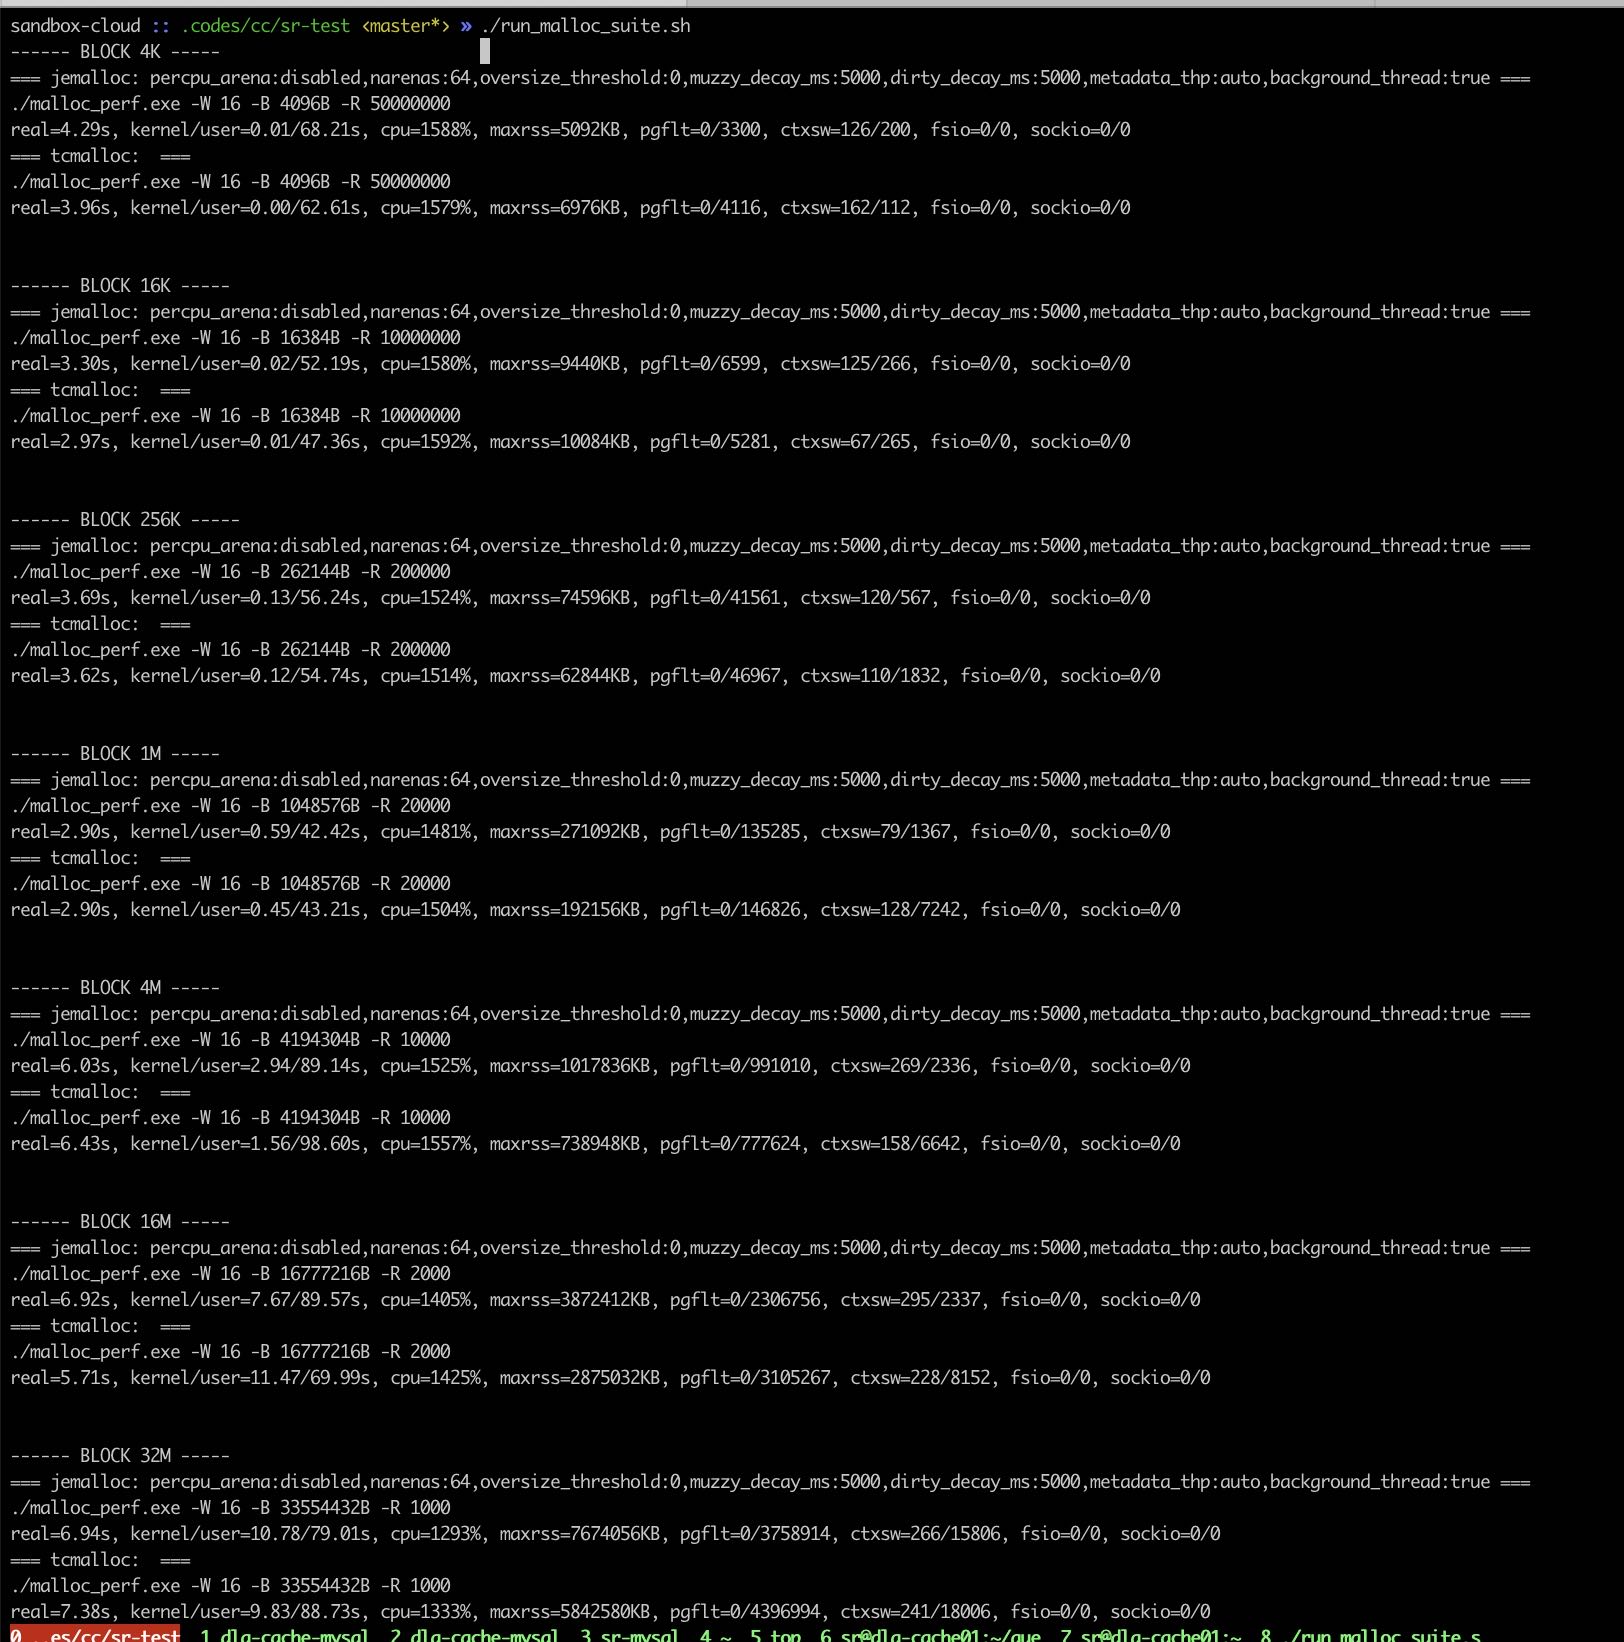 sandbox-cloud :: .codes/cc/sr-test <master*> » ./run_malloc_suite.sh
------ BLOCK 4K -----
=== jemalloc: percpu_arena:disabled,narenas:64,oversize_threshold:0,muzzy_decay_ms:5000,dirty_decay_ms:5000,metadata_thp:auto,background_thread:true ===
./malloc_perf.exe -W 16 -B 4096B -R 50000000
real=4.29s, kernel/user=0.01/68.21s, cpu=1588%, maxrss=5092KB, pgflt=0/3300, ctxsw=126/200, fsio=0/0, sockio=0/0
=== tcmalloc:  ===
./malloc_perf.exe -W 16 -B 4096B -R 50000000
real=3.96s, kernel/user=0.00/62.61s, cpu=1579%, maxrss=6976KB, pgflt=0/4116, ctxsw=162/112, fsio=0/0, sockio=0/0
------ BLOCK 16K -----
=== jemalloc: percpu_arena:disabled,narenas:64,oversize_threshold:0,muzzy_decay_ms:5000,dirty_decay_ms:5000,metadata_thp:auto,background_thread:true ===
./malloc_perf.exe -W 16 -B 16384B -R 10000000
real=3.30s, kernel/user=0.02/52.19s, cpu=1580%, maxrss=9440KB, pgflt=0/6599, ctxsw=125/266, fsio=0/0, sockio=0/0
=== tcmalloc:  ===
./malloc_perf.exe -W 16 -B 16384B -R 10000000
real=2.97s, kernel/user=0.01/47.36s, cpu=1592%, maxrss=10084KB, pgflt=0/5281, ctxsw=67/265, fsio=0/0, sockio=0/0
------ BLOCK 256K -----
=== jemalloc: percpu_arena:disabled,narenas:64,oversize_threshold:0,muzzy_decay_ms:5000,dirty_decay_ms:5000,metadata_thp:auto,background_thread:true ===
./malloc_perf.exe -W 16 -B 262144B -R 200000
real=3.69s, kernel/user=0.13/56.24s, cpu=1524%, maxrss=74596KB, pgflt=0/41561, ctxsw=120/567, fsio=0/0, sockio=0/0
=== tcmalloc:  ===
./malloc_perf.exe -W 16 -B 262144B -R 200000
real=3.62s, kernel/user=0.12/54.74s, cpu=1514%, maxrss=62844KB, pgflt=0/46967, ctxsw=110/1832, fsio=0/0, sockio=0/0
------ BLOCK 1M -----
=== jemalloc: percpu_arena:disabled,narenas:64,oversize_threshold:0,muzzy_decay_ms:5000,dirty_decay_ms:5000,metadata_thp:auto,background_thread:true ===
./malloc_perf.exe -W 16 -B 1048576B -R 20000
real=2.90s, kernel/user=0.59/42.42s, cpu=1481%, maxrss=271092KB, pgflt=0/135285, ctxsw=79/1367, fsio=0/0, sockio=0/0
=== tcmalloc:  ===
./malloc_perf.exe -W 16 -B 1048576B -R 20000
real=2.90s, kernel/user=0.45/43.21s, cpu=1504%, maxrss=192156KB, pgflt=0/146826, ctxsw=128/7242, fsio=0/0, sockio=0/0
------ BLOCK 4M -----
=== jemalloc: percpu_arena:disabled,narenas:64,oversize_threshold:0,muzzy_decay_ms:5000,dirty_decay_ms:5000,metadata_thp:auto,background_thread:true ===
./malloc_perf.exe -W 16 -B 4194304B -R 10000
real=6.03s, kernel/user=2.94/89.14s, cpu=1525%, maxrss=1017836KB, pgflt=0/991010, ctxsw=269/2336, fsio=0/0, sockio=0/0
=== tcmalloc:  ===
./malloc_perf.exe -W 16 -B 4194304B -R 10000
real=6.43s, kernel/user=1.56/98.60s, cpu=1557%, maxrss=738948KB, pgflt=0/777624, ctxsw=158/6642, fsio=0/0, sockio=0/0
------ BLOCK 16M -----
=== jemalloc: percpu_arena:disabled,narenas:64,oversize_threshold:0,muzzy_decay_ms:5000,dirty_decay_ms:5000,metadata_thp:auto,background_thread:true ===
./malloc_perf.exe -W 16 -B 16777216B -R 2000
real=6.92s, kernel/user=7.67/89.57s, cpu=1405%, maxrss=3872412KB, pgflt=0/2306756, ctxsw=295/2337, fsio=0/0, sockio=0/0
=== tcmalloc:  ===
./malloc_perf.exe -W 16 -B 16777216B -R 2000
real=5.71s, kernel/user=11.47/69.99s, cpu=1425%, maxrss=2875032KB, pgflt=0/3105267, ctxsw=228/8152, fsio=0/0, sockio=0/0
------ BLOCK 32M -----
=== jemalloc: percpu_arena:disabled,narenas:64,oversize_threshold:0,muzzy_decay_ms:5000,dirty_decay_ms:5000,metadata_thp:auto,background_thread:true ===
./malloc_perf.exe -W 16 -B 33554432B -R 1000
real=6.94s, kernel/user=10.78/79.01s, cpu=1293%, maxrss=7674056KB, pgflt=0/3758914, ctxsw=266/15806, fsio=0/0, sockio=0/0
=== tcmalloc:  ===
./malloc_perf.exe -W 16 -B 33554432B -R 1000
real=7.38s, kernel/user=9.83/88.73s, cpu=1333%, maxrss=5842580KB, pgflt=0/4396994, ctxsw=241/18006, fsio=0/0, sockio=0/0
0 ..es/cc/sr-test  1 dla-cache-mysql  2 dla-cache-mysql  3 sr-mysql  4 ~  5 top  6 sr@dla-cache01:~/que  7 sr@dla-cache01:~  8 ./run_malloc_suite.s